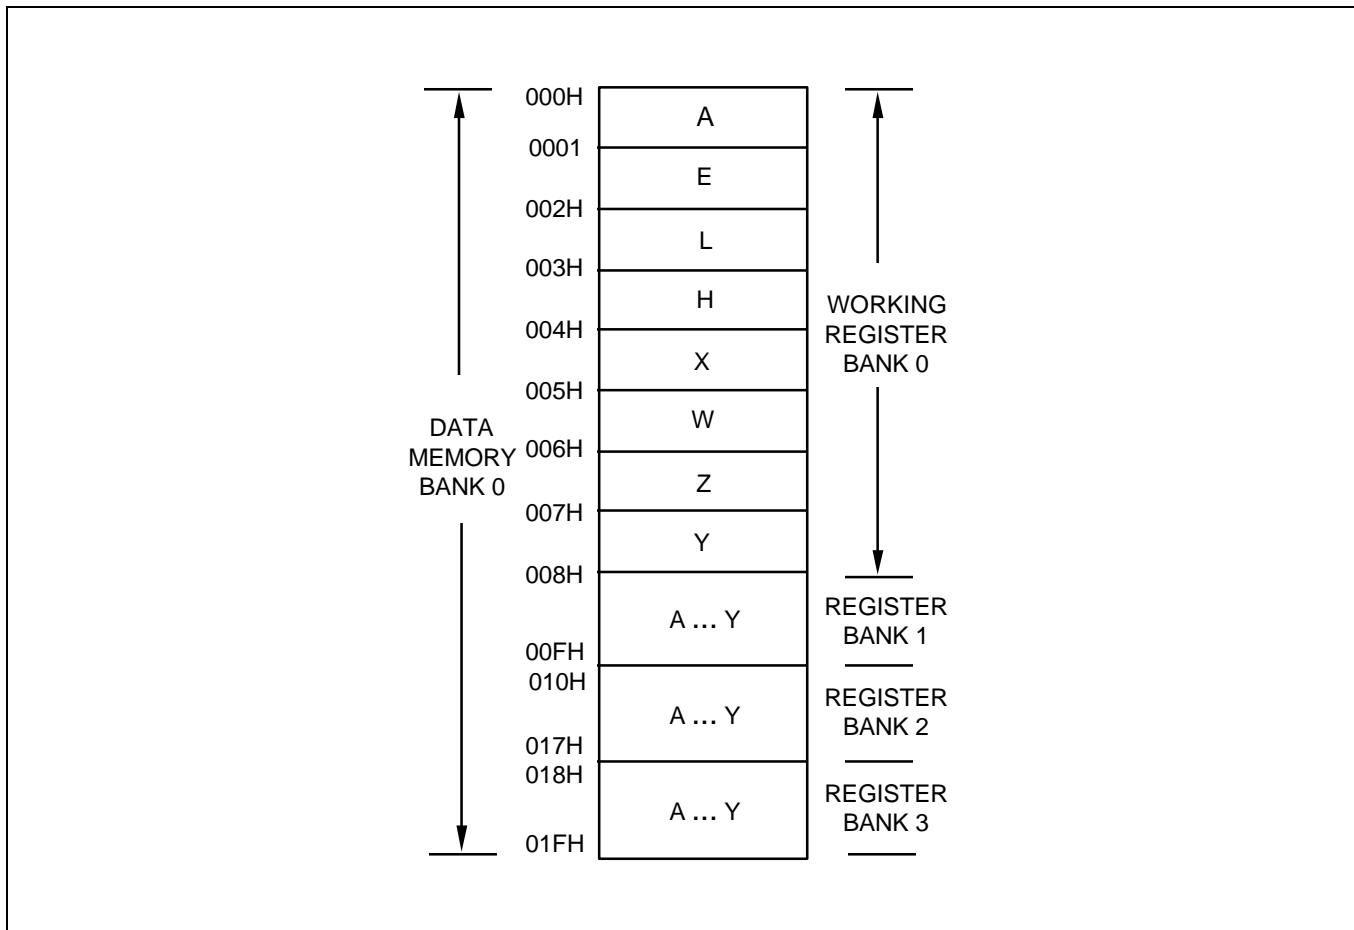 000H
A
0001
E
002H
L
003H
H
004H
X
005H
W
006H
Z
007H
Y
008H
A ... Y
00FH
010H
A ... Y
017H
018H
A ... Y
01FH
DATA
MEMORY
BANK 0
WORKING
REGISTER
BANK 0
REGISTER
BANK 1
REGISTER
BANK 2
REGISTER
BANK 3